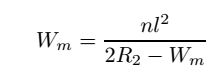 W_m = \frac{nl^2}{2R_2 - W_m}